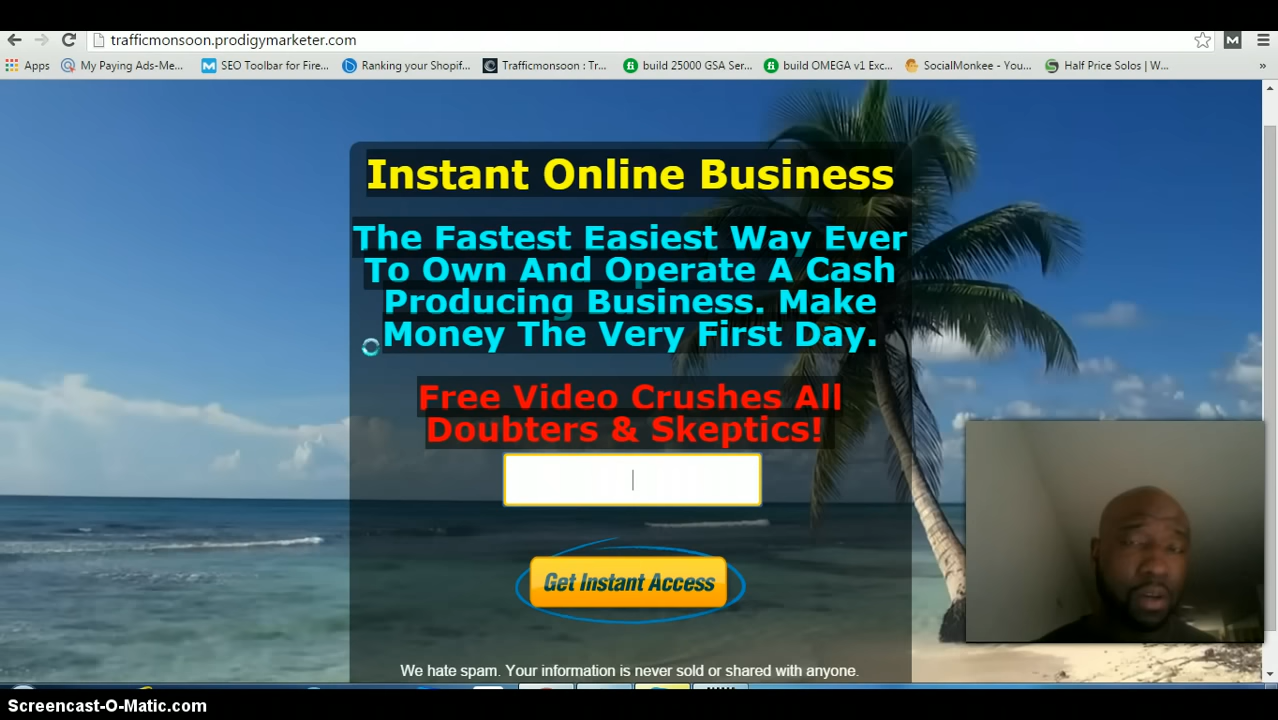 trafficmonsoon.prodigymarketer.com
Apps My Paying Ads-Me... SEO Toolbar for Fire... Ranking your Shopif... Trafficmonsoon : Tr... build 25000 GSA Ser... build OMEGA v1 Exc... SocialMonkee - You... Half Price Solos | W... »
Instant Online Business
The Fastest Easiest Way Ever
To Own And Operate A Cash
Producing Business. Make
Money The Very First Day.
Free Video Crushes All
Doubters & Skeptics!
Get Instant Access
We hate spam. Your information is never sold or shared with anyone.
Screencast-O-Matic.com